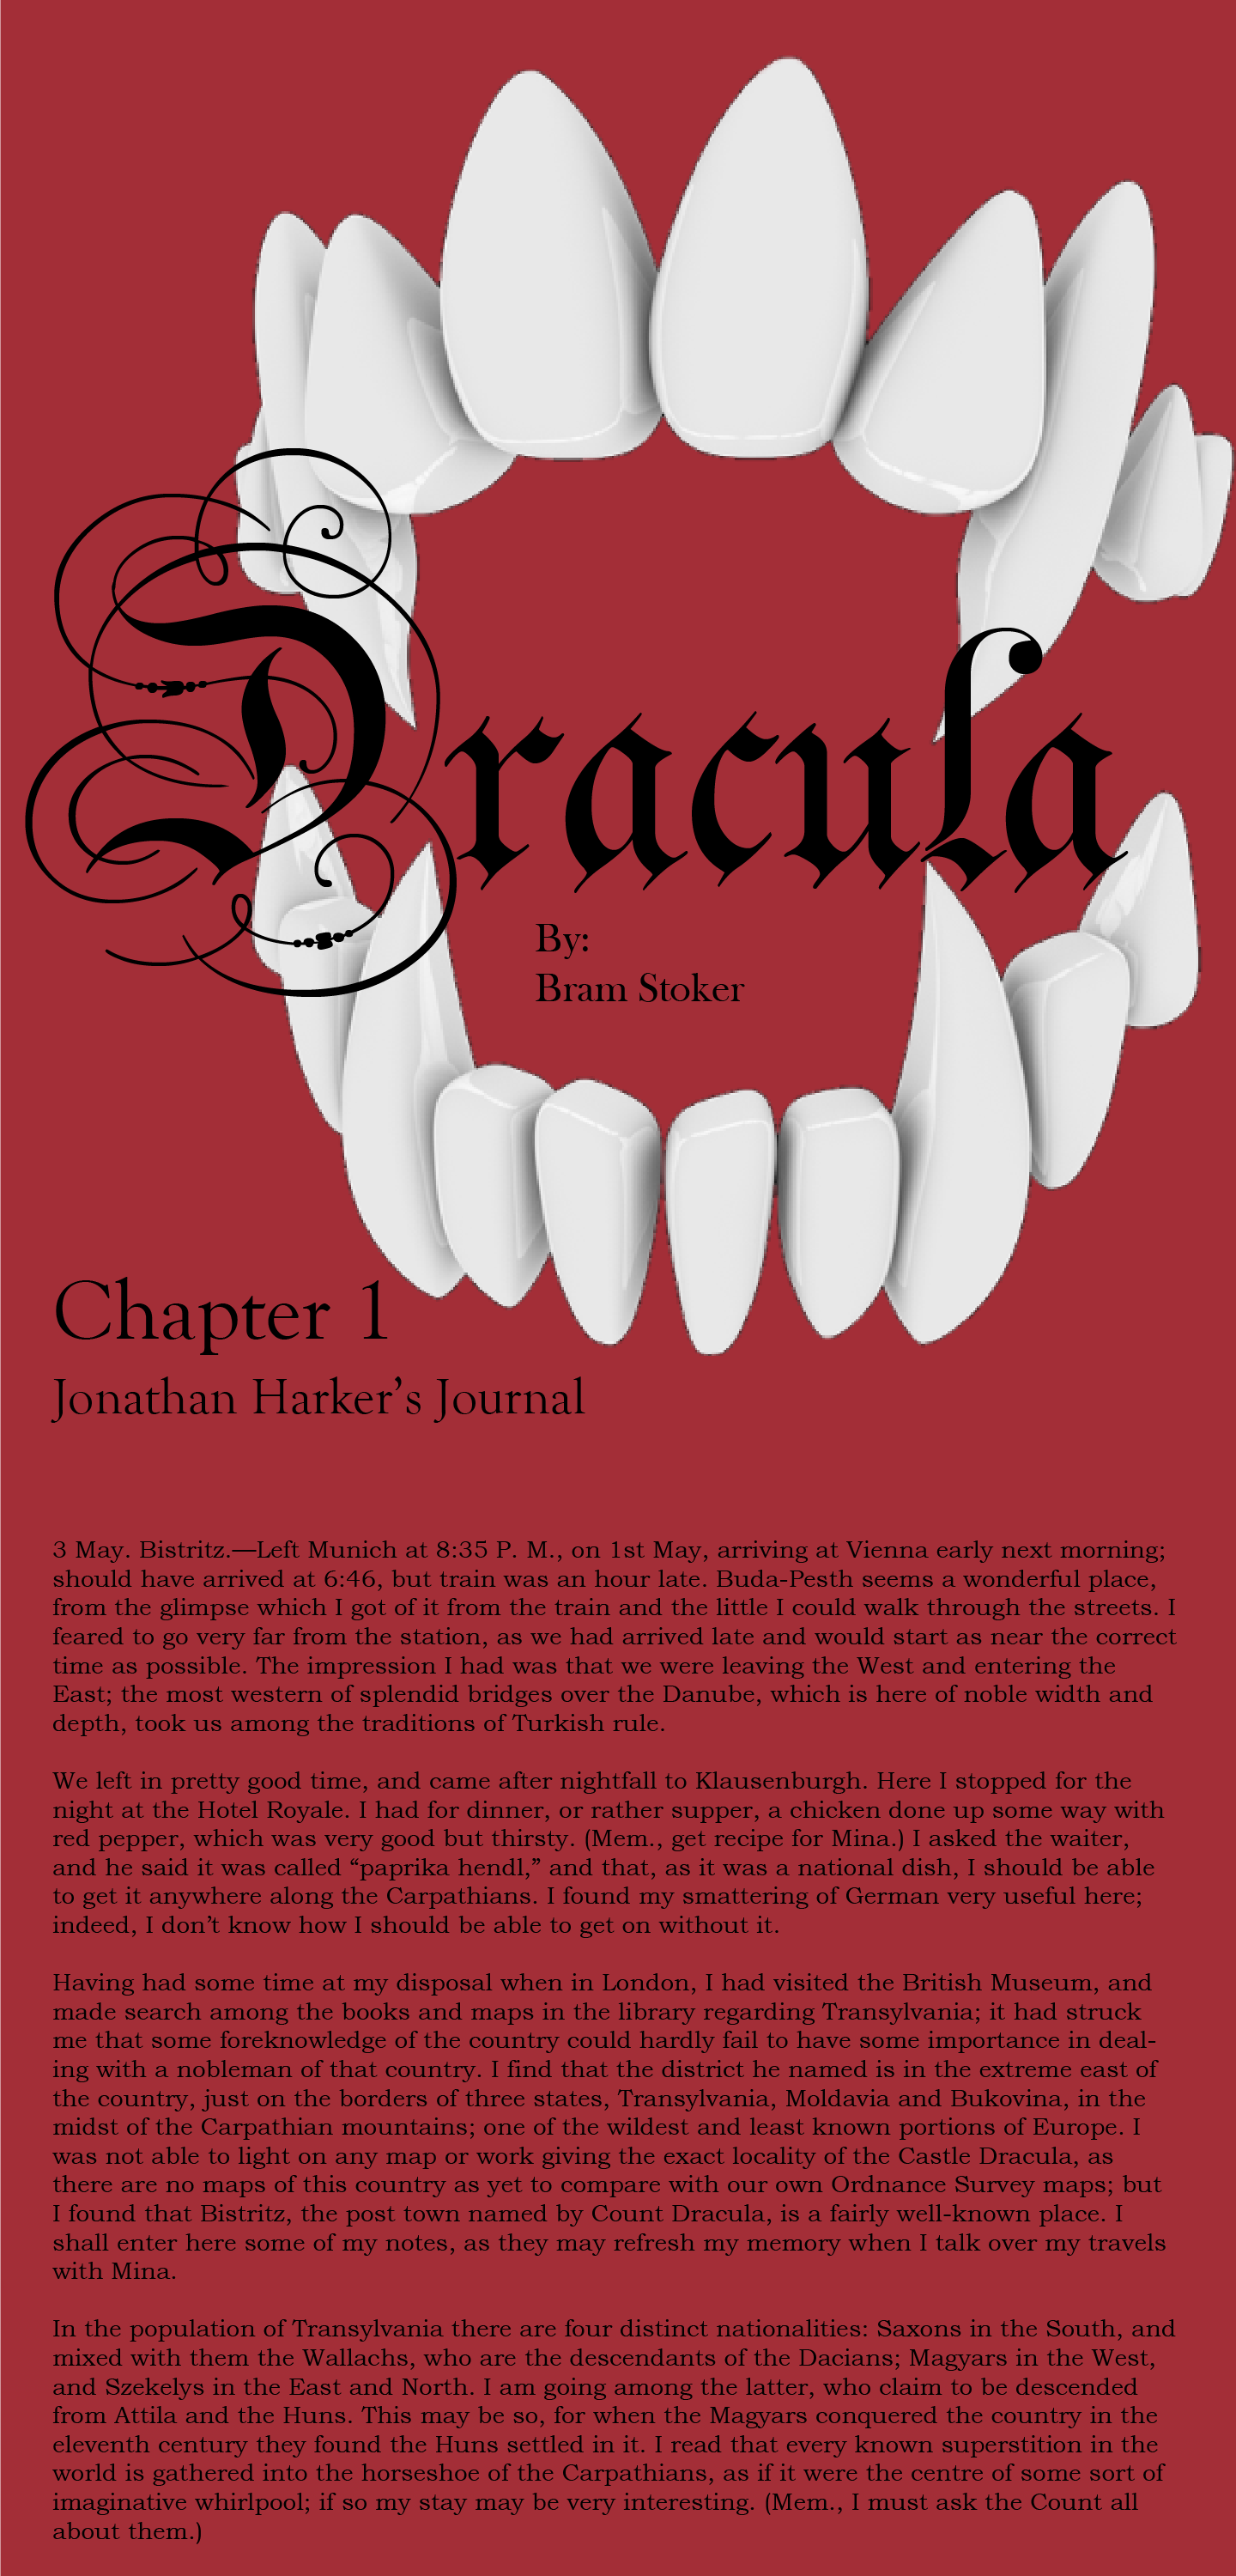 Dracula
By:
Bram Stoker
Chapter 1
Jonathan Harker’s Journal
3 May. Bistritz.—Left Munich at 8:35 P. M., on 1st May, arriving at Vienna early next morning;
should have arrived at 6:46, but train was an hour late. Buda-Pesth seems a wonderful place,
from the glimpse which I got of it from the train and the little I could walk through the streets. I
feared to go very far from the station, as we had arrived late and would start as near the correct
time as possible. The impression I had was that we were leaving the West and entering the
East; the most western of splendid bridges over the Danube, which is here of noble width and
depth, took us among the traditions of Turkish rule.
We left in pretty good time, and came after nightfall to Klausenburgh. Here I stopped for the
night at the Hotel Royale. I had for dinner, or rather supper, a chicken done up some way with
red pepper, which was very good but thirsty. (Mem., get recipe for Mina.) I asked the waiter,
and he said it was called “paprika hendl,” and that, as it was a national dish, I should be able
to get it anywhere along the Carpathians. I found my smattering of German very useful here;
indeed, I don’t know how I should be able to get on without it.
Having had some time at my disposal when in London, I had visited the British Museum, and
made search among the books and maps in the library regarding Transylvania; it had struck
me that some foreknowledge of the country could hardly fail to have some importance in deal-
ing with a nobleman of that country. I find that the district he named is in the extreme east of
the country, just on the borders of three states, Transylvania, Moldavia and Bukovina, in the
midst of the Carpathian mountains; one of the wildest and least known portions of Europe. I
was not able to light on any map or work giving the exact locality of the Castle Dracula, as
there are no maps of this country as yet to compare with our own Ordnance Survey maps; but
I found that Bistritz, the post town named by Count Dracula, is a fairly well-known place. I
shall enter here some of my notes, as they may refresh my memory when I talk over my travels
with Mina.
In the population of Transylvania there are four distinct nationalities: Saxons in the South, and
mixed with them the Wallachs, who are the descendants of the Dacians; Magyars in the West,
and Szekelys in the East and North. I am going among the latter, who claim to be descended
from Attila and the Huns. This may be so, for when the Magyars conquered the country in the
eleventh century they found the Huns settled in it. I read that every known superstition in the
world is gathered into the horseshoe of the Carpathians, as if it were the centre of some sort of
imaginative whirlpool; if so my stay may be very interesting. (Mem., I must ask the Count all
about them.)